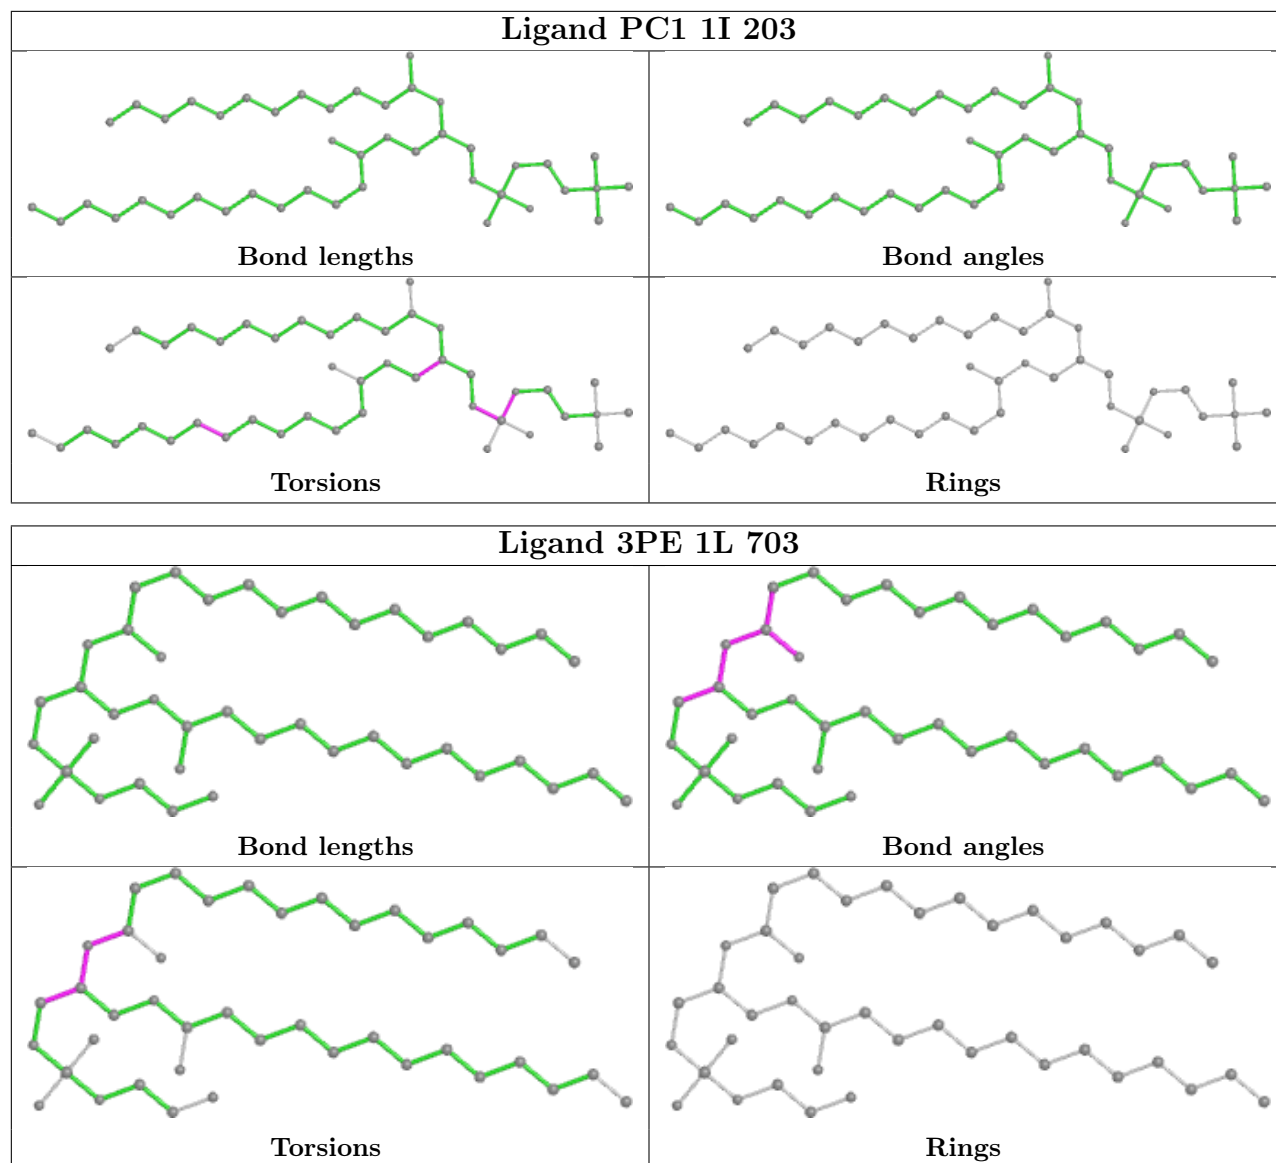 Ligand PC1 1I 203
Bond lengths
Bond angles
Torsions
Rings
Ligand 3PE 1L 703
Bond lengths
Bond angles
Torsions
Rings